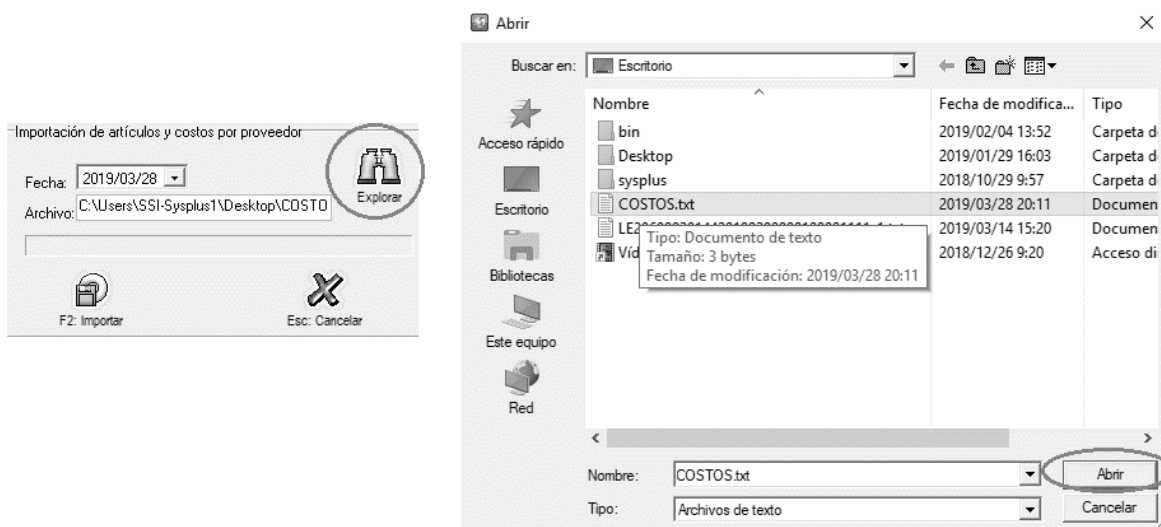 Importación de artículos y costos por proveedor
Fecha: 2019/03/28
Archivo: C:\Users\SSI-Sysplus1\Desktop\COSTO
Explorar
F2: Importar
Esc: Cancelar
Abrir
Buscar en: Escritorio
Acceso rápido
Escritorio
Bibliotecas
Este equipo
Red
Nombre Fecha de modifica... Tipo
bin 2019/02/04 13:52 Carpeta d
Desktop 2019/01/29 16:03 Carpeta d
sysplus 2018/10/29 9:57 Carpeta d
COSTOS.txt 2019/03/28 20:11 Documen
2019/03/14 15:20 Documen
Víd 2018/12/26 9:20 Acceso di
Tipo: Documento de texto
Tamaño: 3 bytes
Fecha de modificación: 2019/03/28 20:11
Nombre: COSTOS.txt
Abrir
Tipo: Archivos de texto
Cancelar